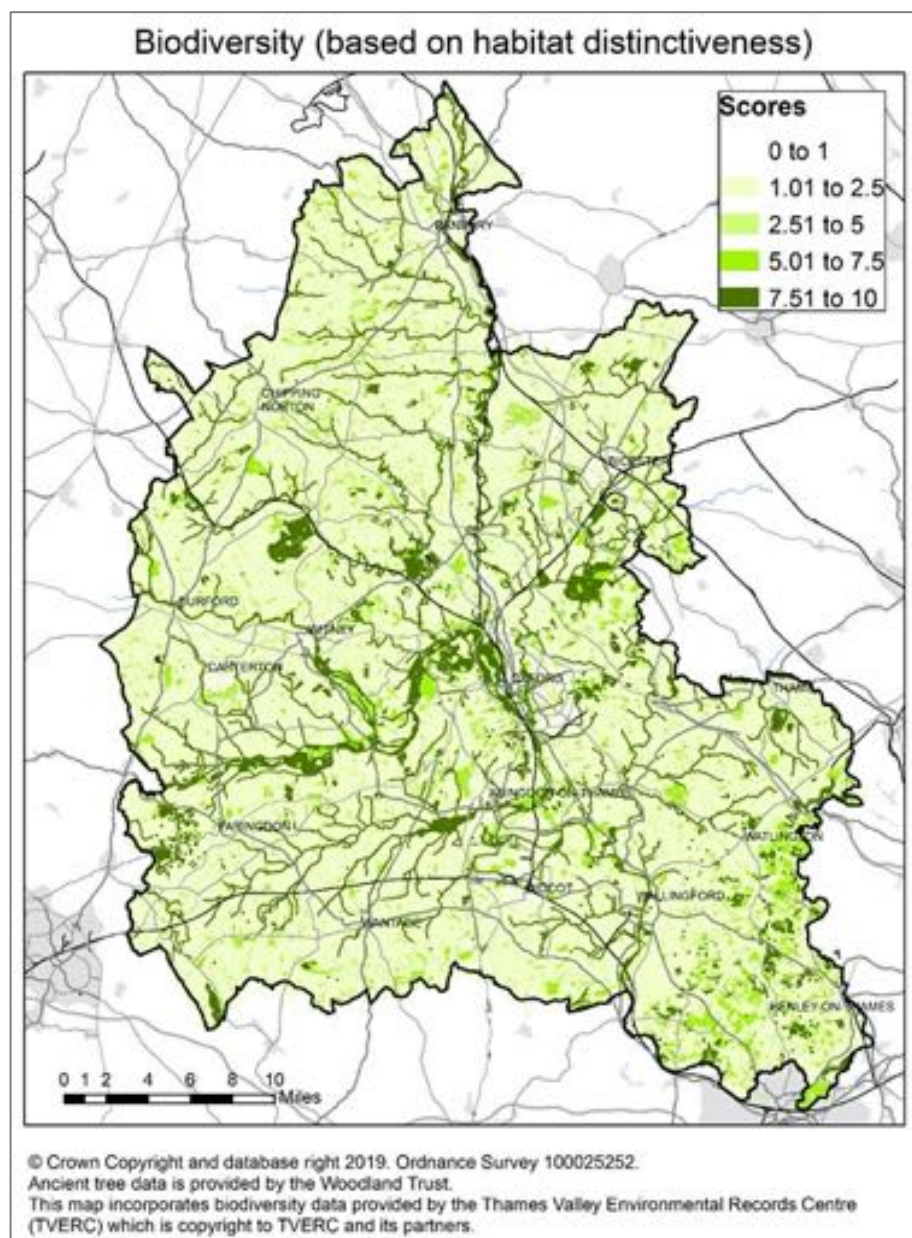 Biodiversity (based on habitat distinctiveness)
Scores
0 to 1
1.01 to 2.5
2.51 to 5
5.01 to 7.5
7.51 to 10
BANBURY
CHIPPING
NORTON
BURFORD
WITNEY
CARTERTON
THAME
ABINGDON-ON-THAMES
FARINGDON
WATLINGTON
DIDCOT
WALLINGFORD
WANTAGE
HENLEY-ON-THAMES
0 1 2 4 6 8 10
Miles
© Crown Copyright and database right 2019. Ordnance Survey 100025252.
Ancient tree data is provided by the Woodland Trust.
This map incorporates biodiversity data provided by the Thames Valley Environmental Records Centre
(TVERC) which is copyright to TVERC and its partners.